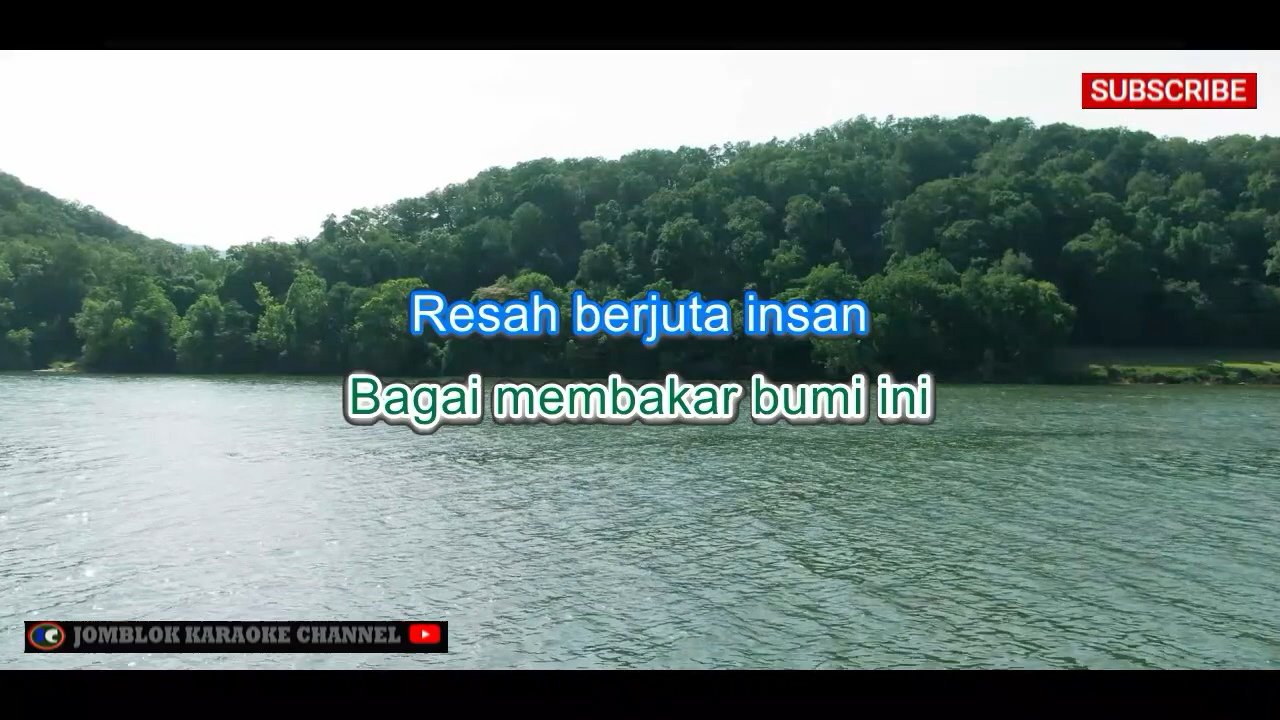 SUBSCRIBE
Resah berjuta insan
Bagai membakar bumi ini
JOMBLOK KARAOKE CHANNEL